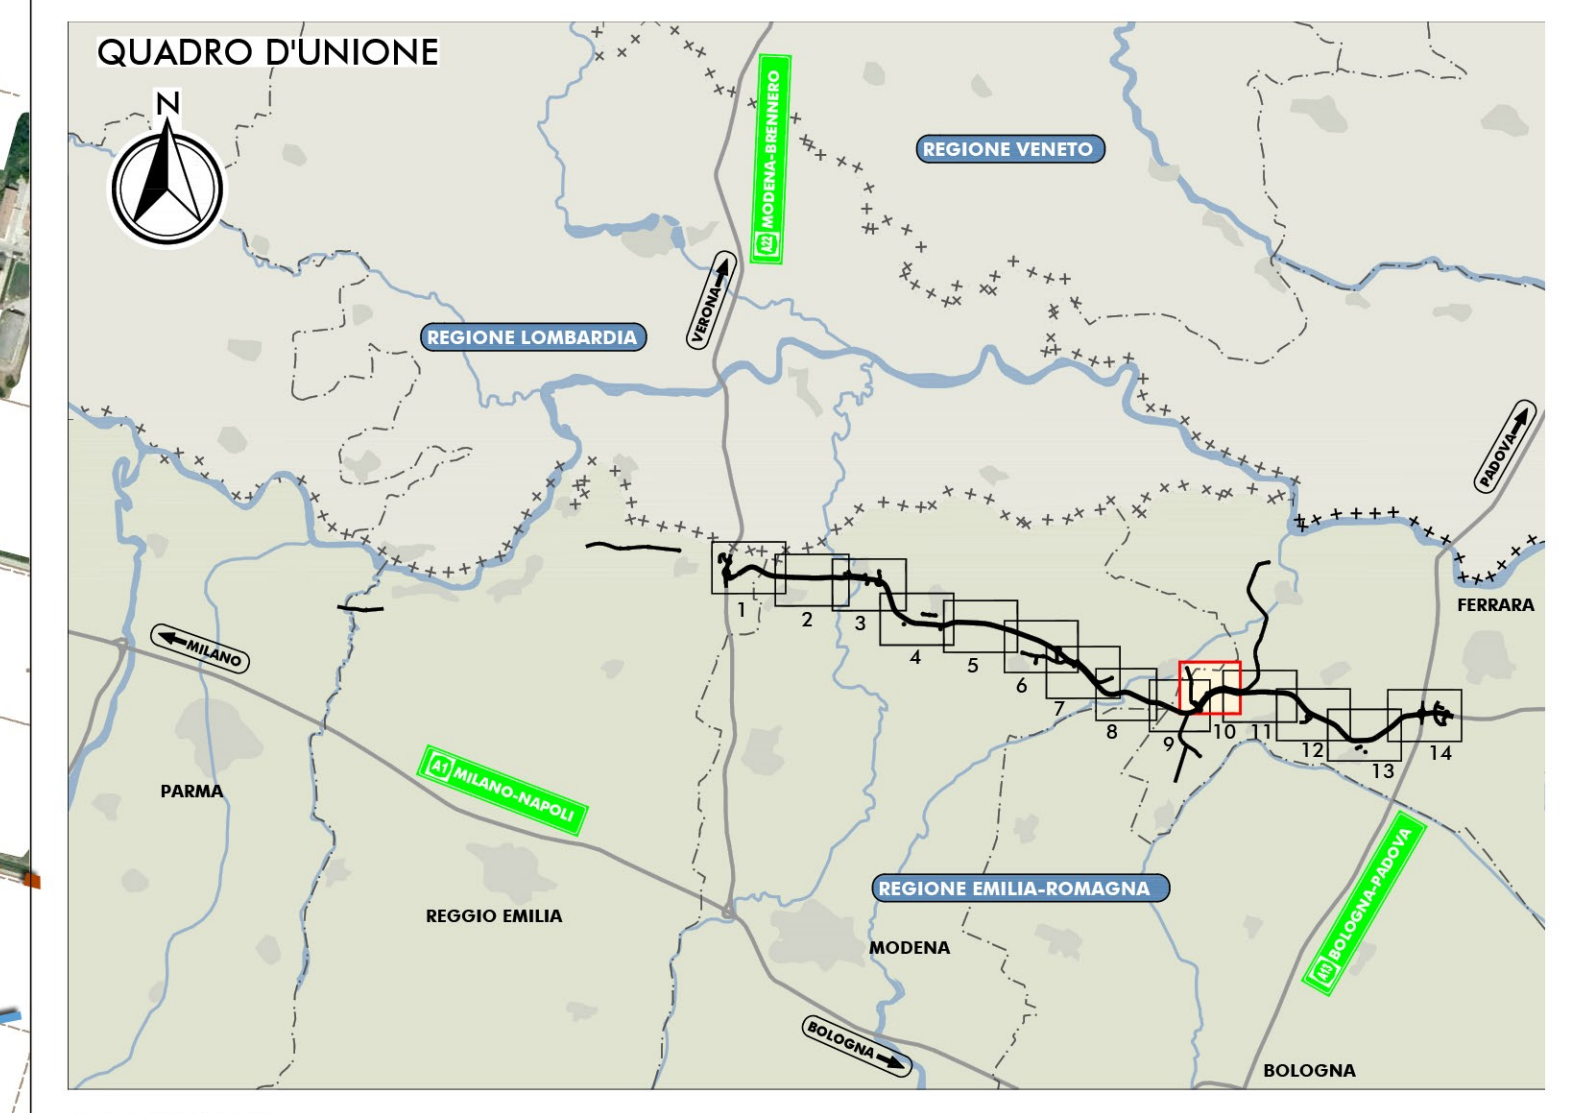 QUADRO D'UNIONE
N
A22 MODENA-BRENNERO
REGIONE VENETO
VERONA
REGIONE LOMBARDIA
PADOVA
FERRARA
MILANO
1
2
3
4
5
6
7
8
9
10
11
12
13
14
A1 MILANO-NAPOLI
PARMA
REGGIO EMILIA
REGIONE EMILIA-ROMAGNA
MODENA
A13 BOLOGNA-PADOVA
BOLOGNA
BOLOGNA